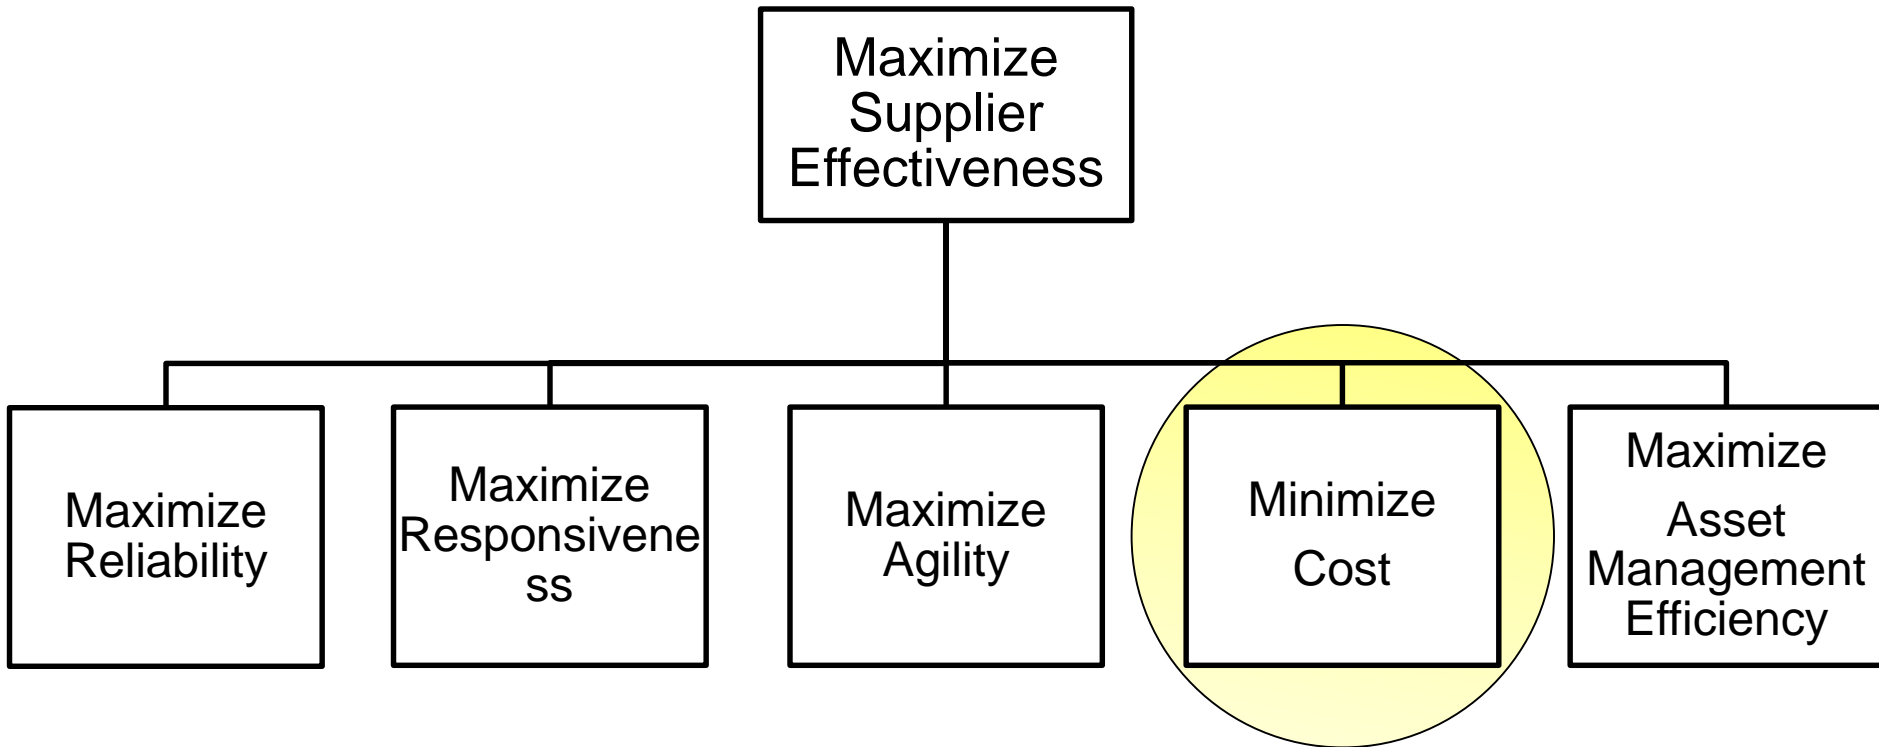 Maximize
Supplier
Effectiveness
Maximize
Reliability
Maximize
Responsivene
ss
Maximize
Agility
Minimize
Cost
Maximize
Asset
Management
Efficiency